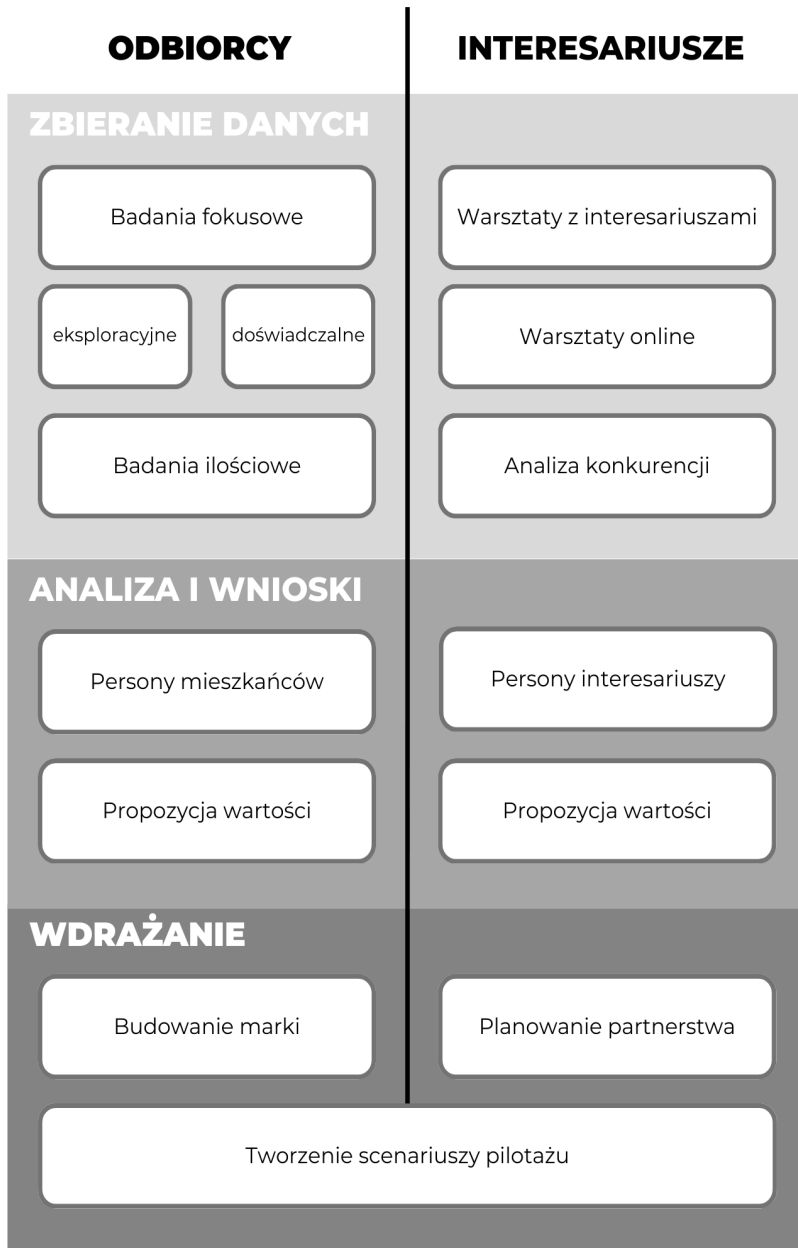 ODBIORCY
INTERESARIUSZE
ZBIERANIE DANYCH
Badania fokusowe
Warsztaty z interesariuszami
eksploracyjne
doświadczalne
Warsztaty online
Badania ilościowe
Analiza konkurencji
ANALIZA I WNIOSKI
Persony mieszkańców
Persony interesariuszy
Propozycja wartości
Propozycja wartości
WDRAŻANIE
Budowanie marki
Planowanie partnerstwa
Tworzenie scenariuszy pilotażu